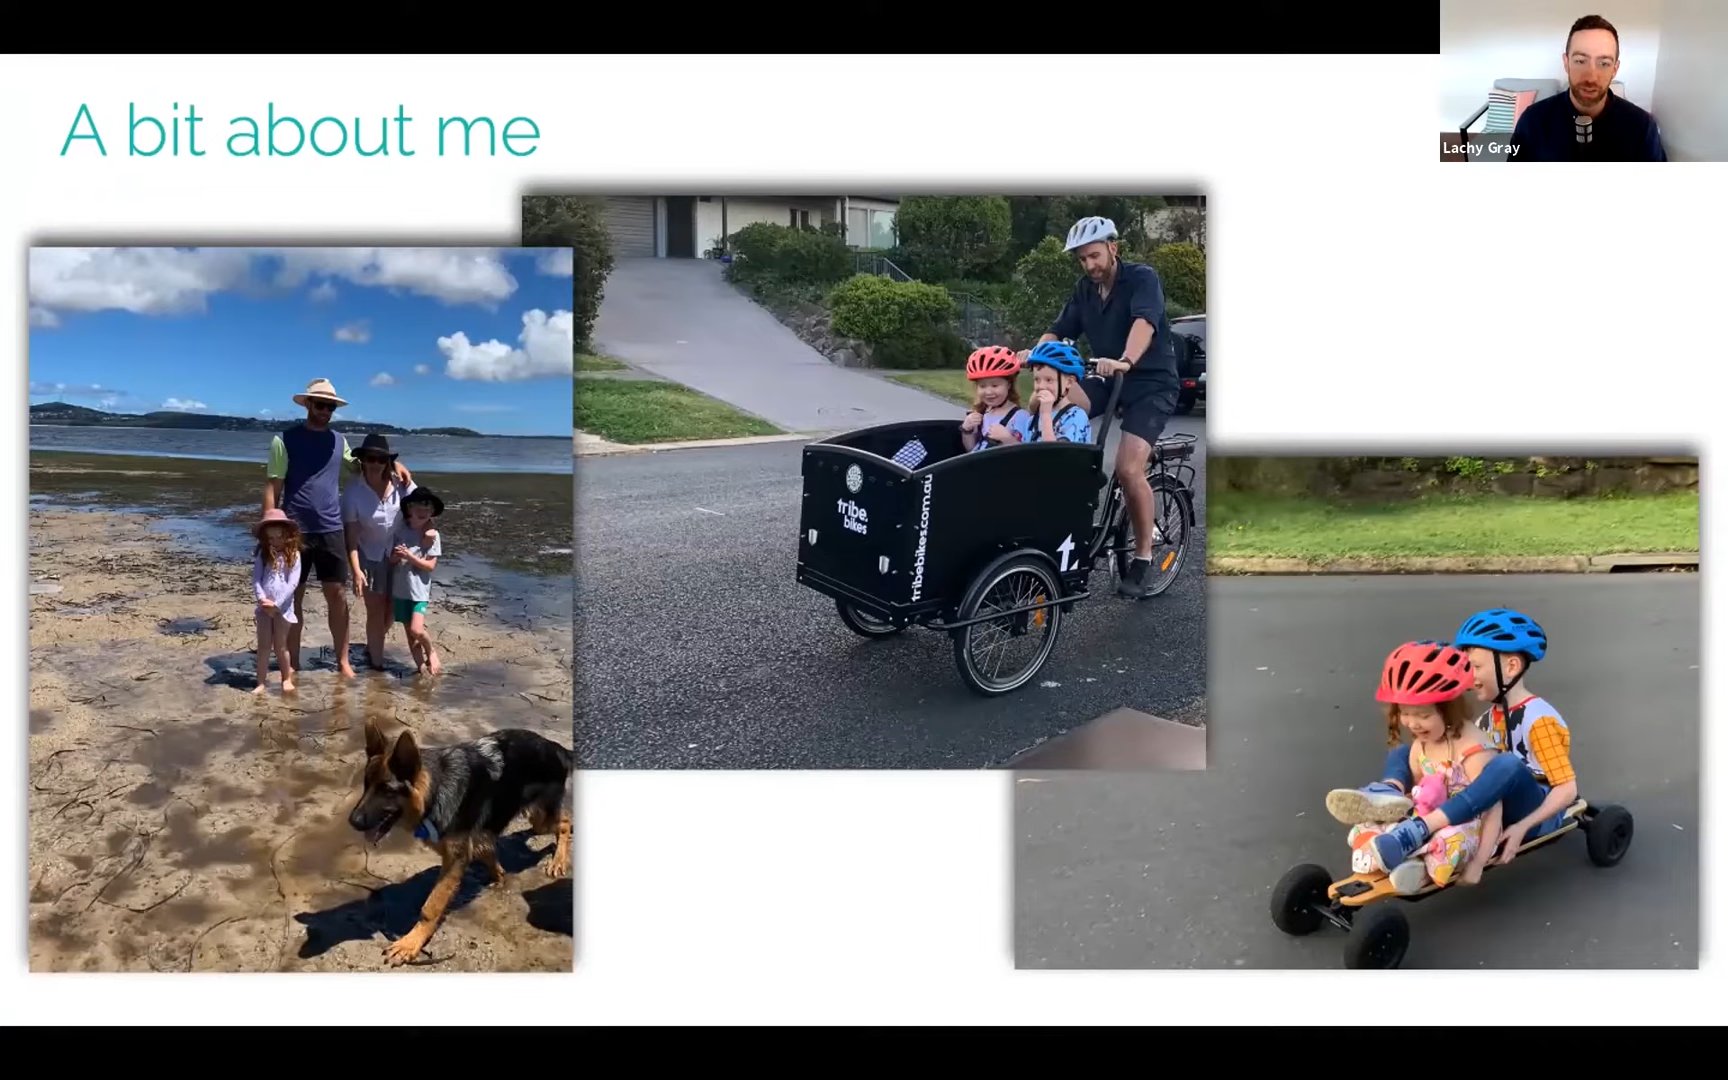 A bit about me
Lachy Gray
tribe.
bikes
tribebikes.com.au
t.